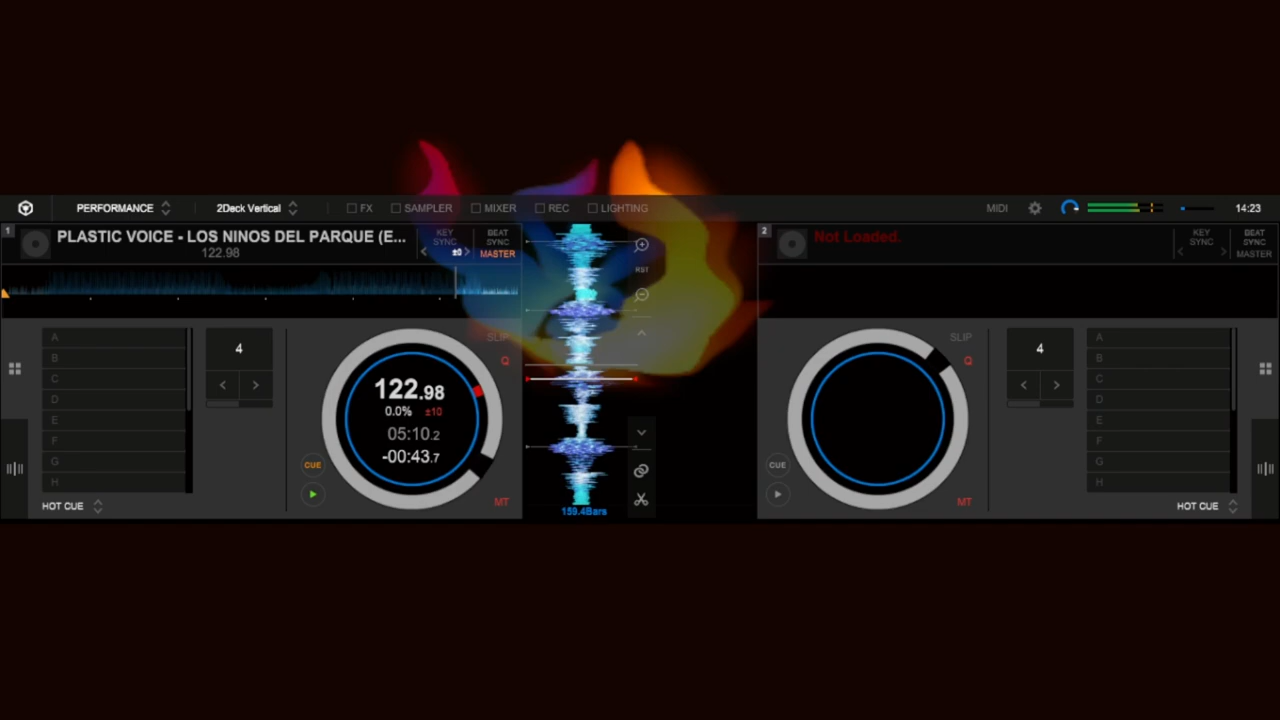 PERFORMANCE 2Deck Vertical FX SAMPLER MIXER REC LIGHTING MIDI 14:23
1 PLASTIC VOICE - LOS NINOS DEL PARQUE (E...
122.98
KEY SYNC
±0
BEAT SYNC
MASTER
RST
2 Not Loaded.
KEY SYNC
BEAT SYNC
MASTER
A
B
C
D
E
F
G
H
HOT CUE
4
SLIP
Q
122.98
0.0% ±10
05:10.2
-00:43.7
CUE
MT
159.4Bars
SLIP
Q
CUE
MT
4
A
B
C
D
E
F
G
H
HOT CUE